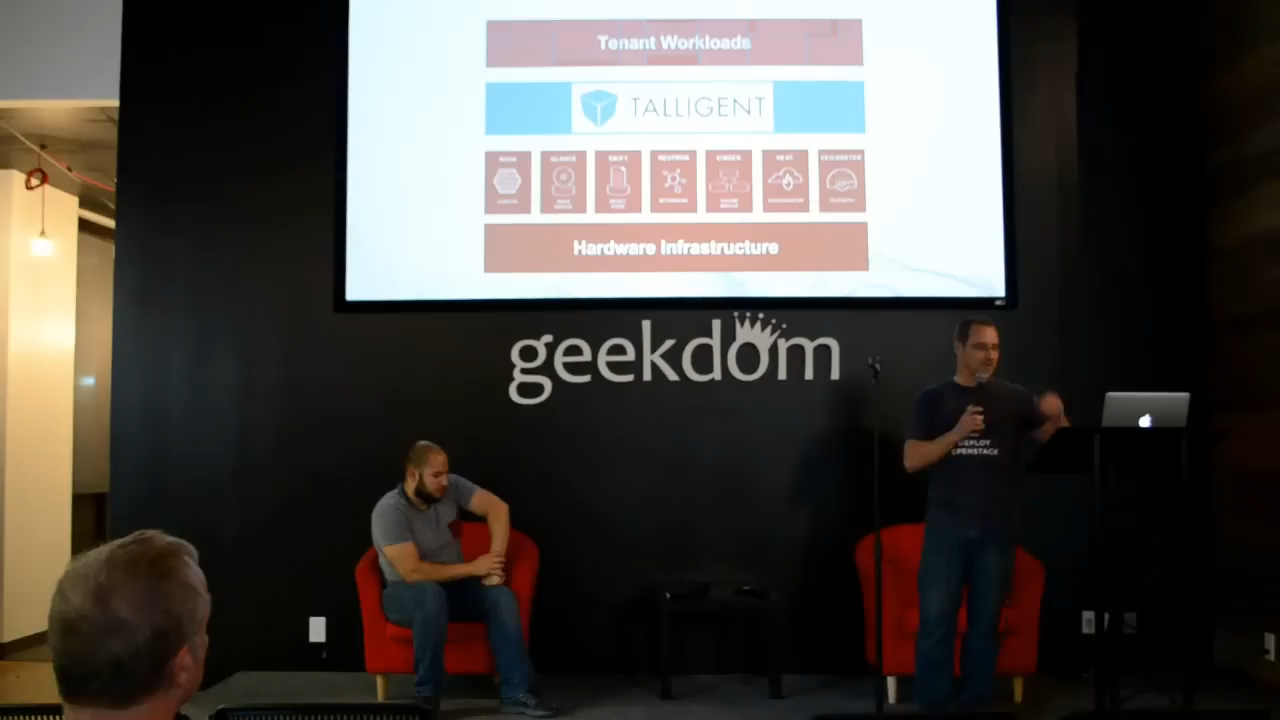 Tenant Workloads
TALLIGENT
NOVA GLANCE SWIFT NEUTRON CINDER HEAT CEILOMETER
Hardware Infrastructure
geekdom
DEPLOY
OPENSTACK